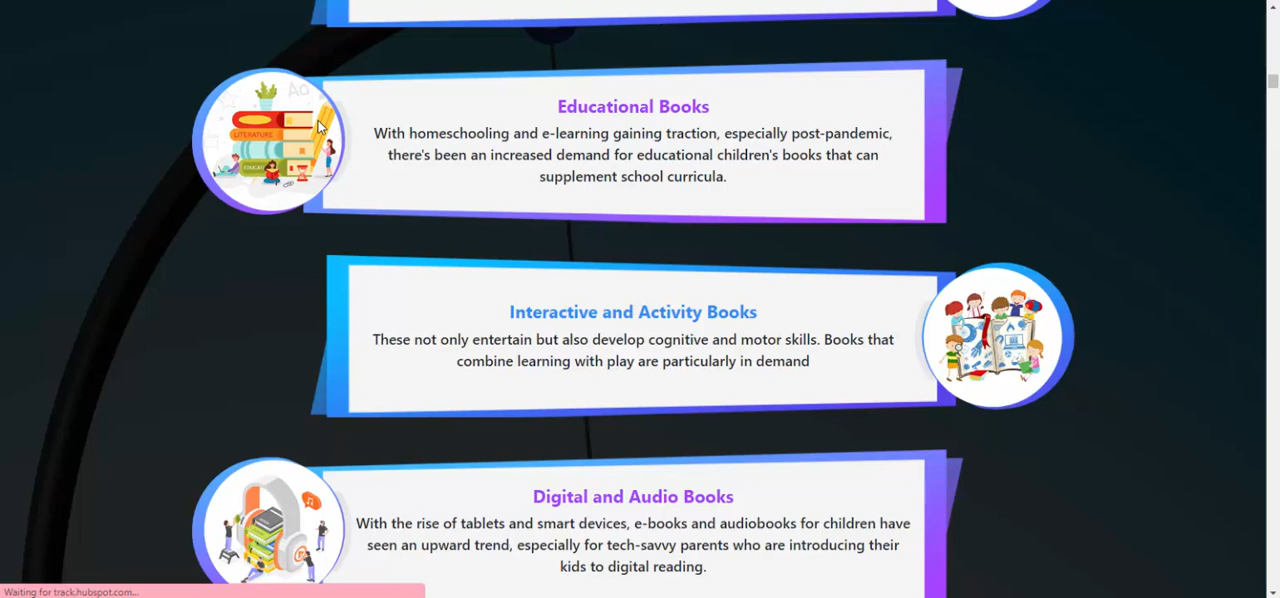 Educational Books
With homeschooling and e-learning gaining traction, especially post-pandemic,
there's been an increased demand for educational children's books that can
supplement school curricula.
LITERATURE
Interactive and Activity Books
These not only entertain but also develop cognitive and motor skills. Books that
combine learning with play are particularly in demand
Digital and Audio Books
With the rise of tablets and smart devices, e-books and audiobooks for children have
seen an upward trend, especially for tech-savvy parents who are introducing their
kids to digital reading.
Waiting for track.hubspot.com...